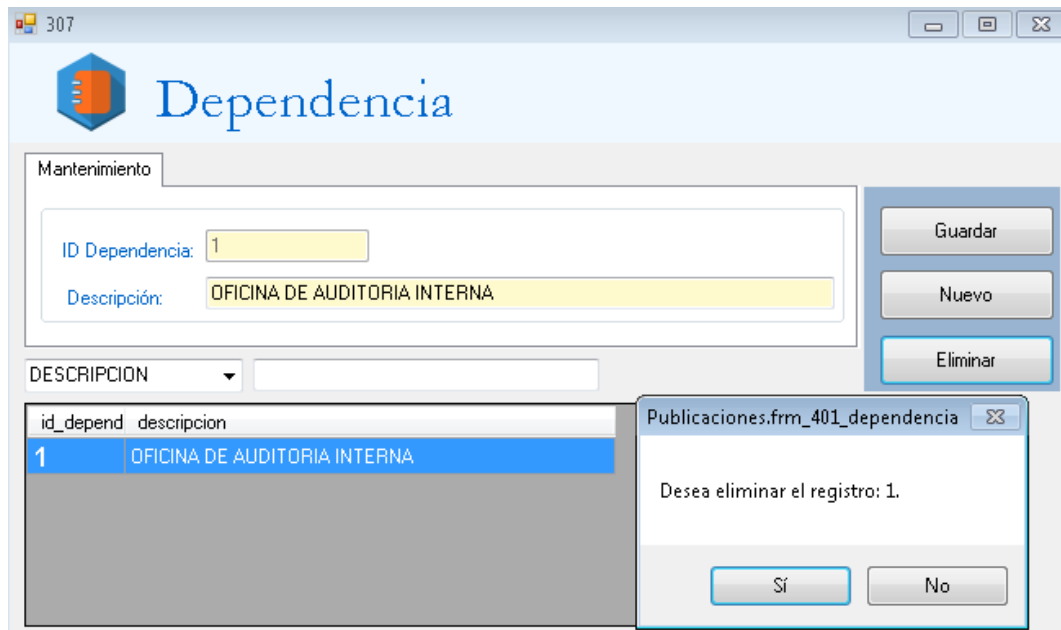 307
Dependencia
Mantenimiento
ID Dependencia: 1
Descripción: OFICINA DE AUDITORIA INTERNA
Guardar
Nuevo
Eliminar
DESCRIPCION
id_depend descripcion
1 OFICINA DE AUDITORIA INTERNA
Publicaciones.frm_401_dependencia
Desea eliminar el registro: 1.
Sí No